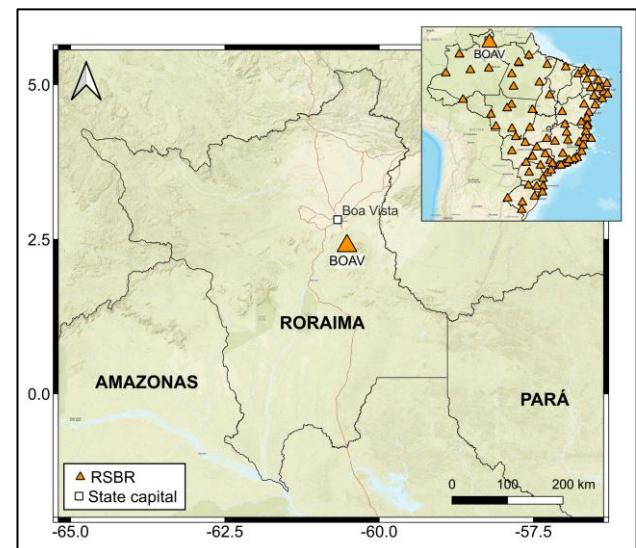 BOAV
5.0
Boa Vista
2.5
BOAV
RORAIMA
AMAZONAS
PARÁ
0.0
RSBR
State capital
0 100 200 km
-65.0 -62.5 -60.0 -57.5